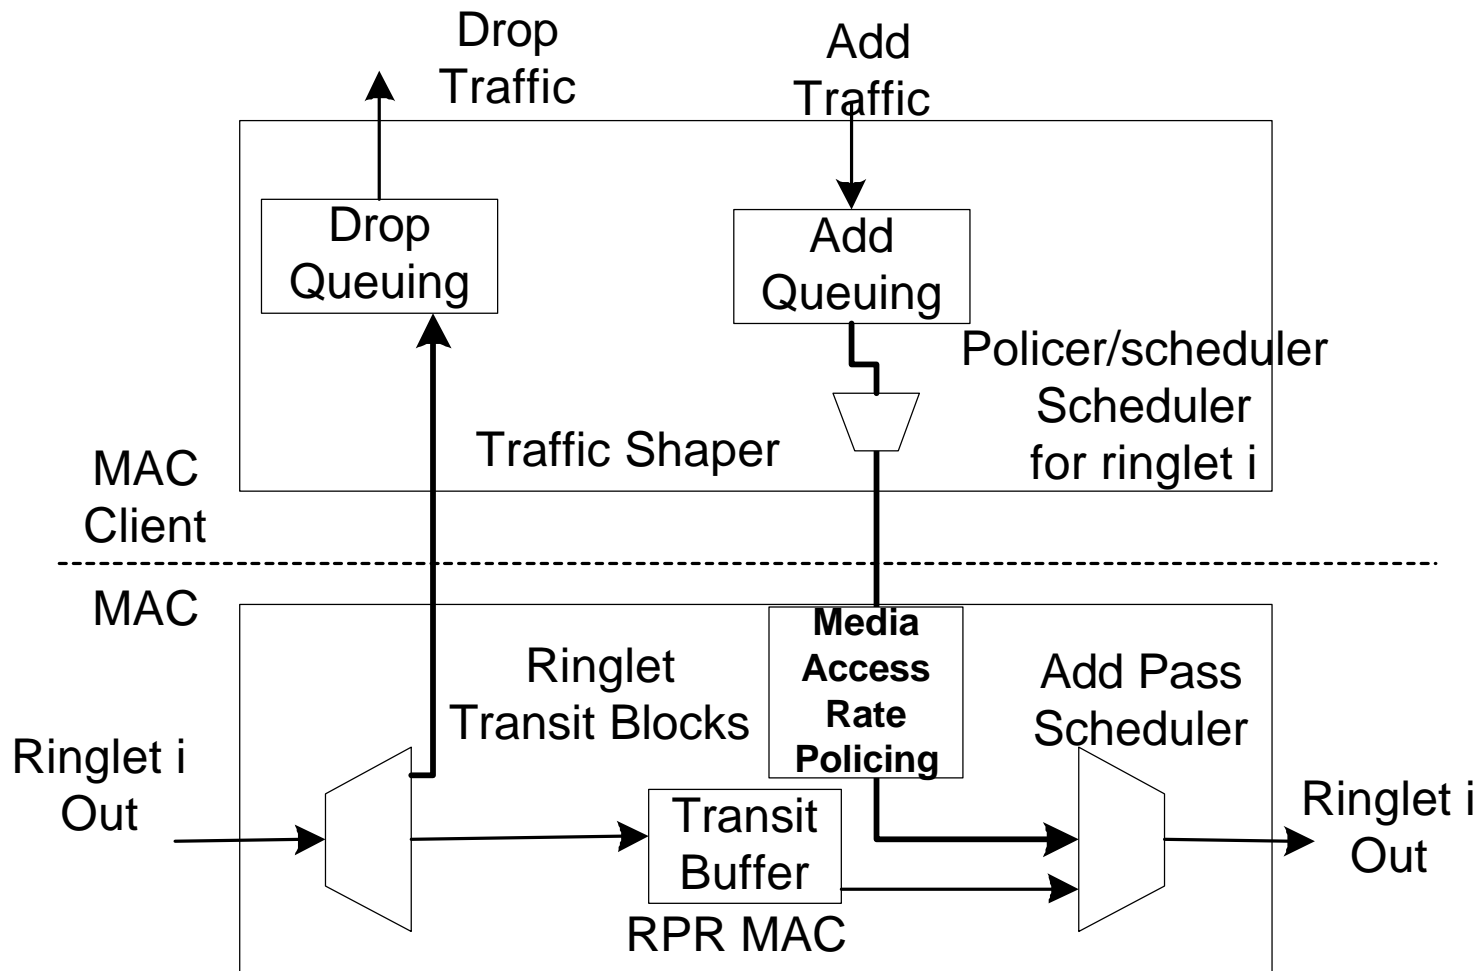 Drop
Traffic
Add
Traffic
Drop
Queuing
Add
Queuing
Policer/scheduler
Scheduler
for ringlet i
Traffic Shaper
MAC
Client
MAC
Media
Access
Rate
Policing
Ringlet
Transit Blocks
Add Pass
Scheduler
Ringlet i
Out
Transit
Buffer
Ringlet i
Out
RPR MAC